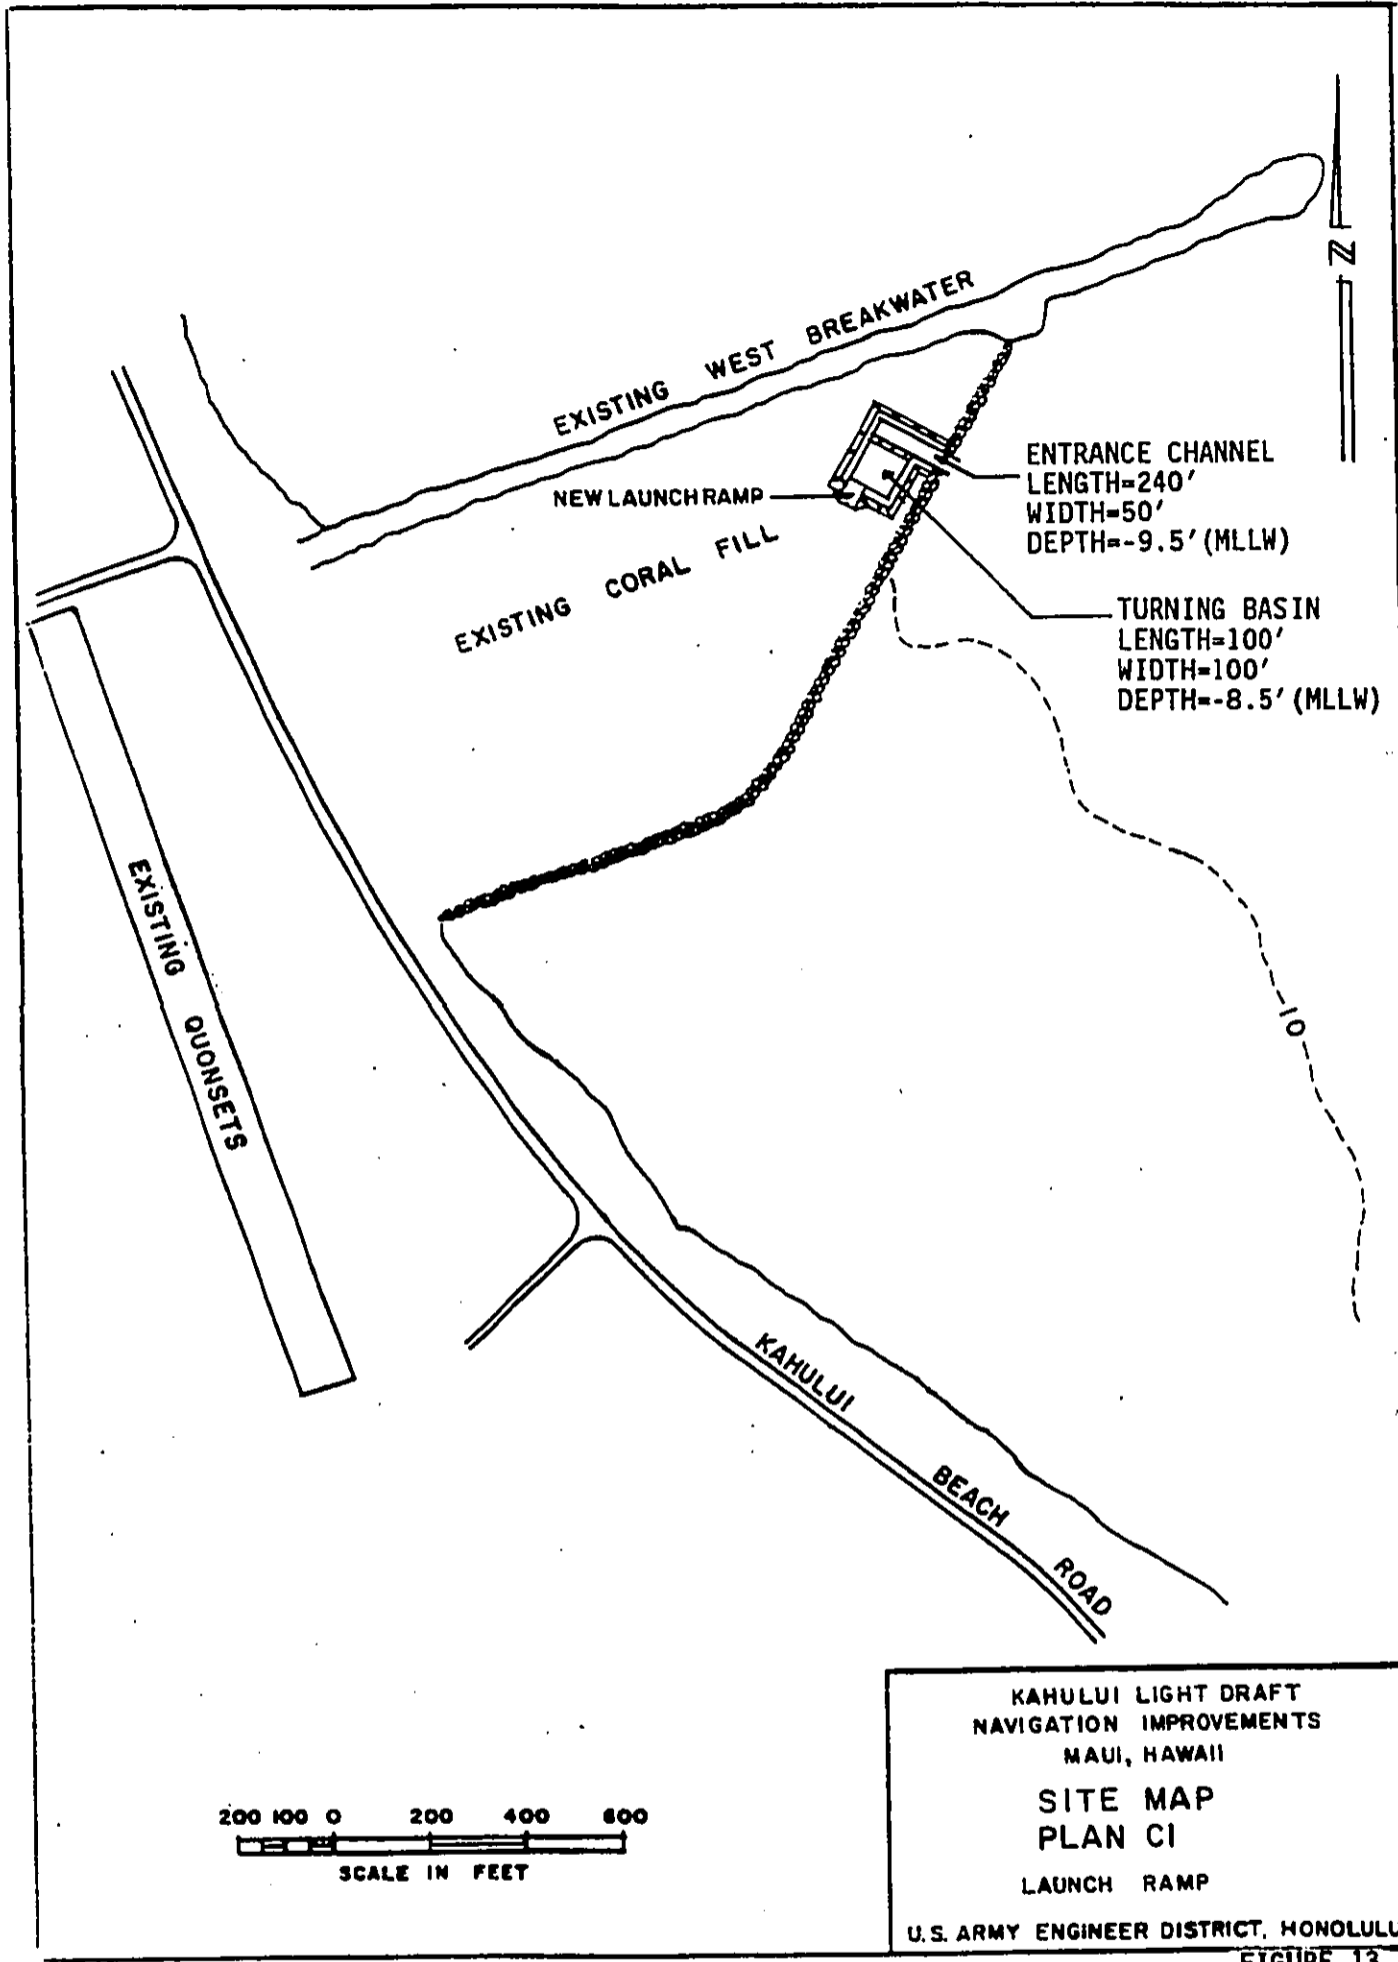 N
EXISTING WEST BREAKWATER
ENTRANCE CHANNEL
LENGTH=240'
WIDTH=50'
DEPTH=-9.5' (MLLW)
NEW LAUNCH RAMP
EXISTING CORAL FILL
TURNING BASIN
LENGTH=100'
WIDTH=100'
DEPTH=-8.5' (MLLW)
EXISTING QUONSETS
-10
KAHULUI BEACH ROAD
200 100 0 200 400 600
SCALE IN FEET
KAHULUI LIGHT DRAFT
NAVIGATION IMPROVEMENTS
MAUI, HAWAII
SITE MAP
PLAN C1
LAUNCH RAMP
U.S. ARMY ENGINEER DISTRICT, HONOLULU
FIGURE 13